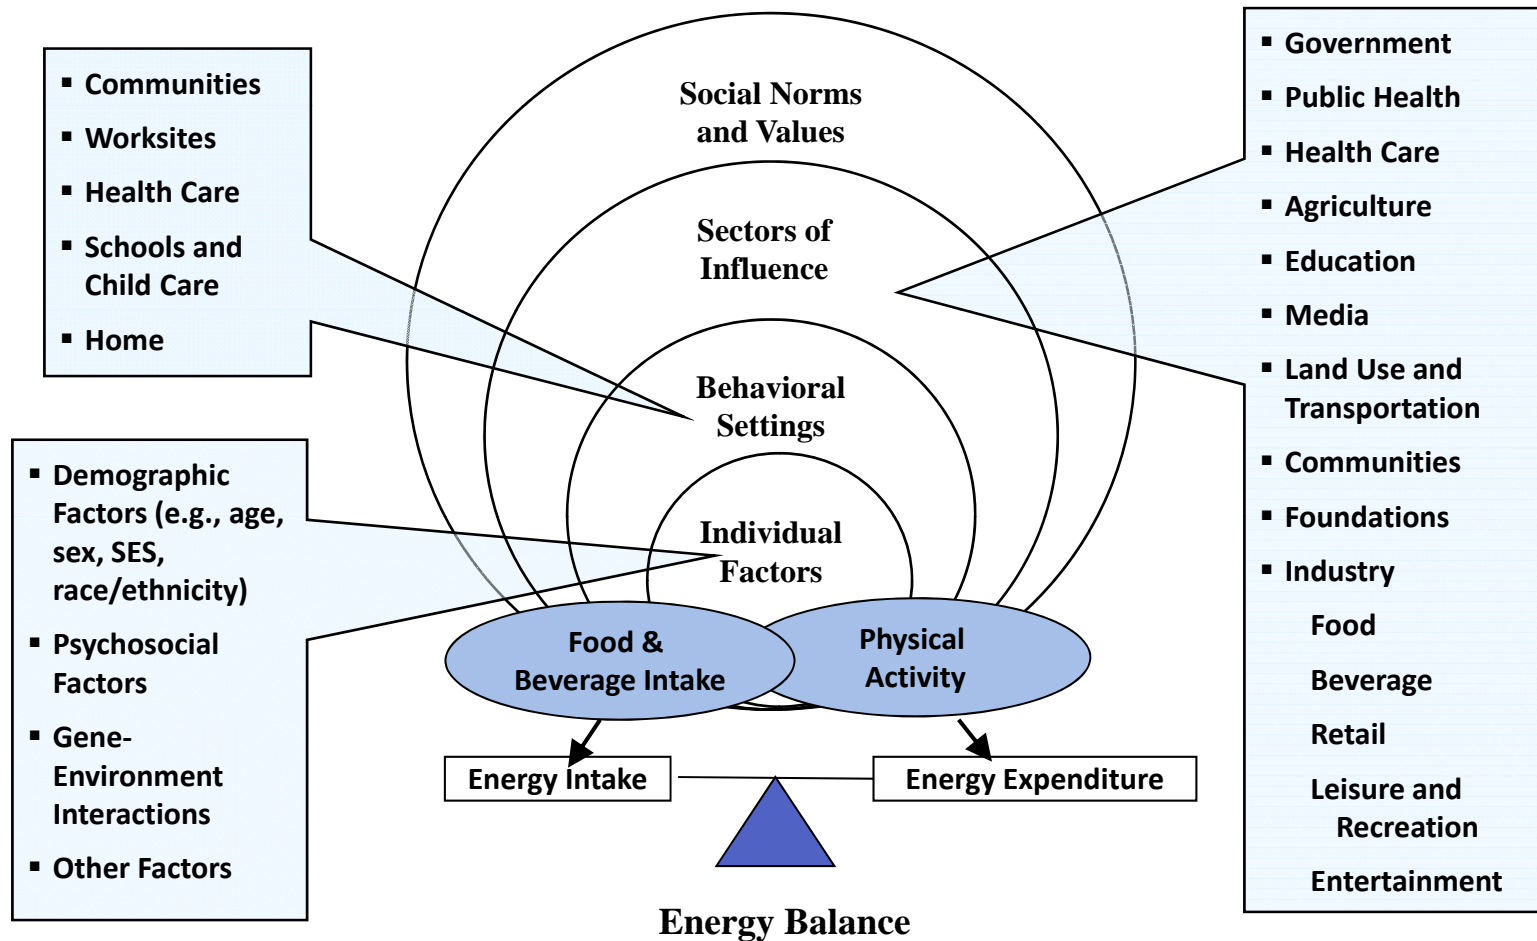 ▪ Communities
▪ Worksites
▪ Health Care
▪ Schools and
Child Care
▪ Home
▪ Demographic
Factors (e.g., age,
sex, SES,
race/ethnicity)
▪ Psychosocial
Factors
▪ Gene-
Environment
Interactions
▪ Other Factors
Social Norms
and Values
Sectors of
Influence
Behavioral
Settings
Individual
Factors
Food &
Beverage Intake
Physical
Activity
Energy Intake
Energy Expenditure
Energy Balance
▪ Government
▪ Public Health
▪ Health Care
▪ Agriculture
▪ Education
▪ Media
▪ Land Use and
Transportation
▪ Communities
▪ Foundations
▪ Industry
Food
Beverage
Retail
Leisure and
Recreation
Entertainment